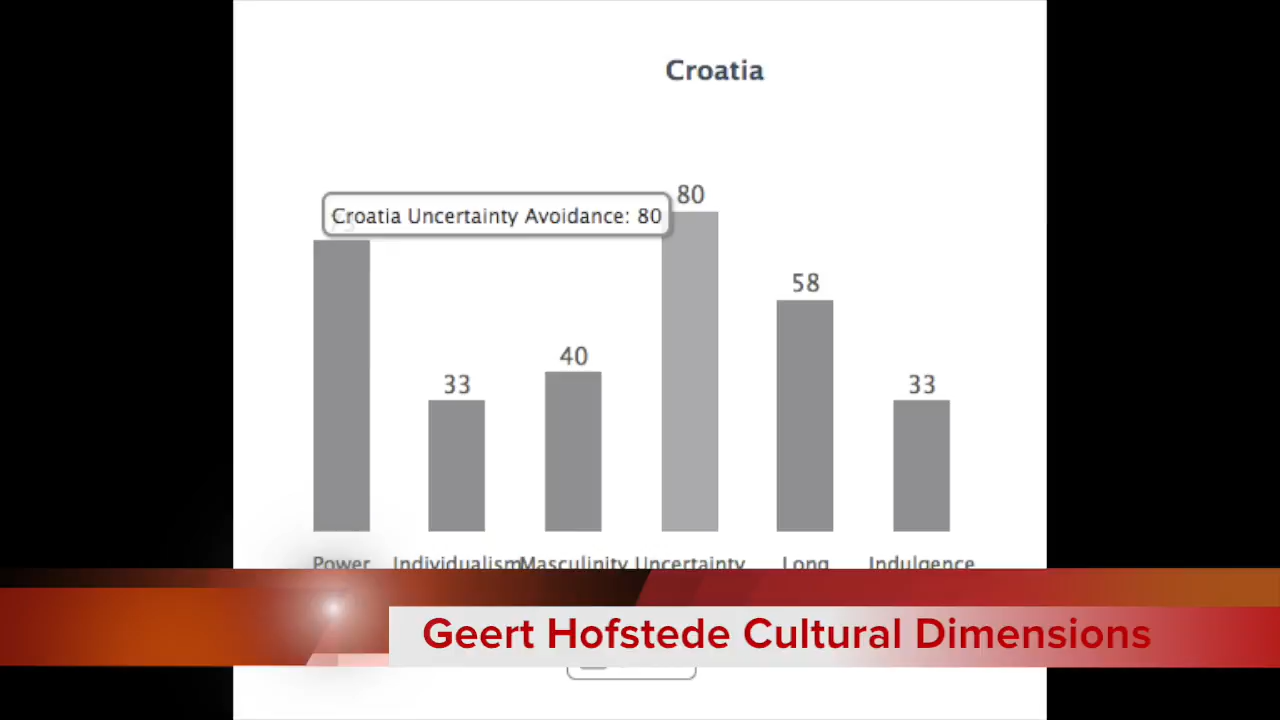 Croatia
80
Croatia Uncertainty Avoidance: 80
58
40
33
33
Power Individualism Masculinity Uncertainty Long Indulgence
Geert Hofstede Cultural Dimensions